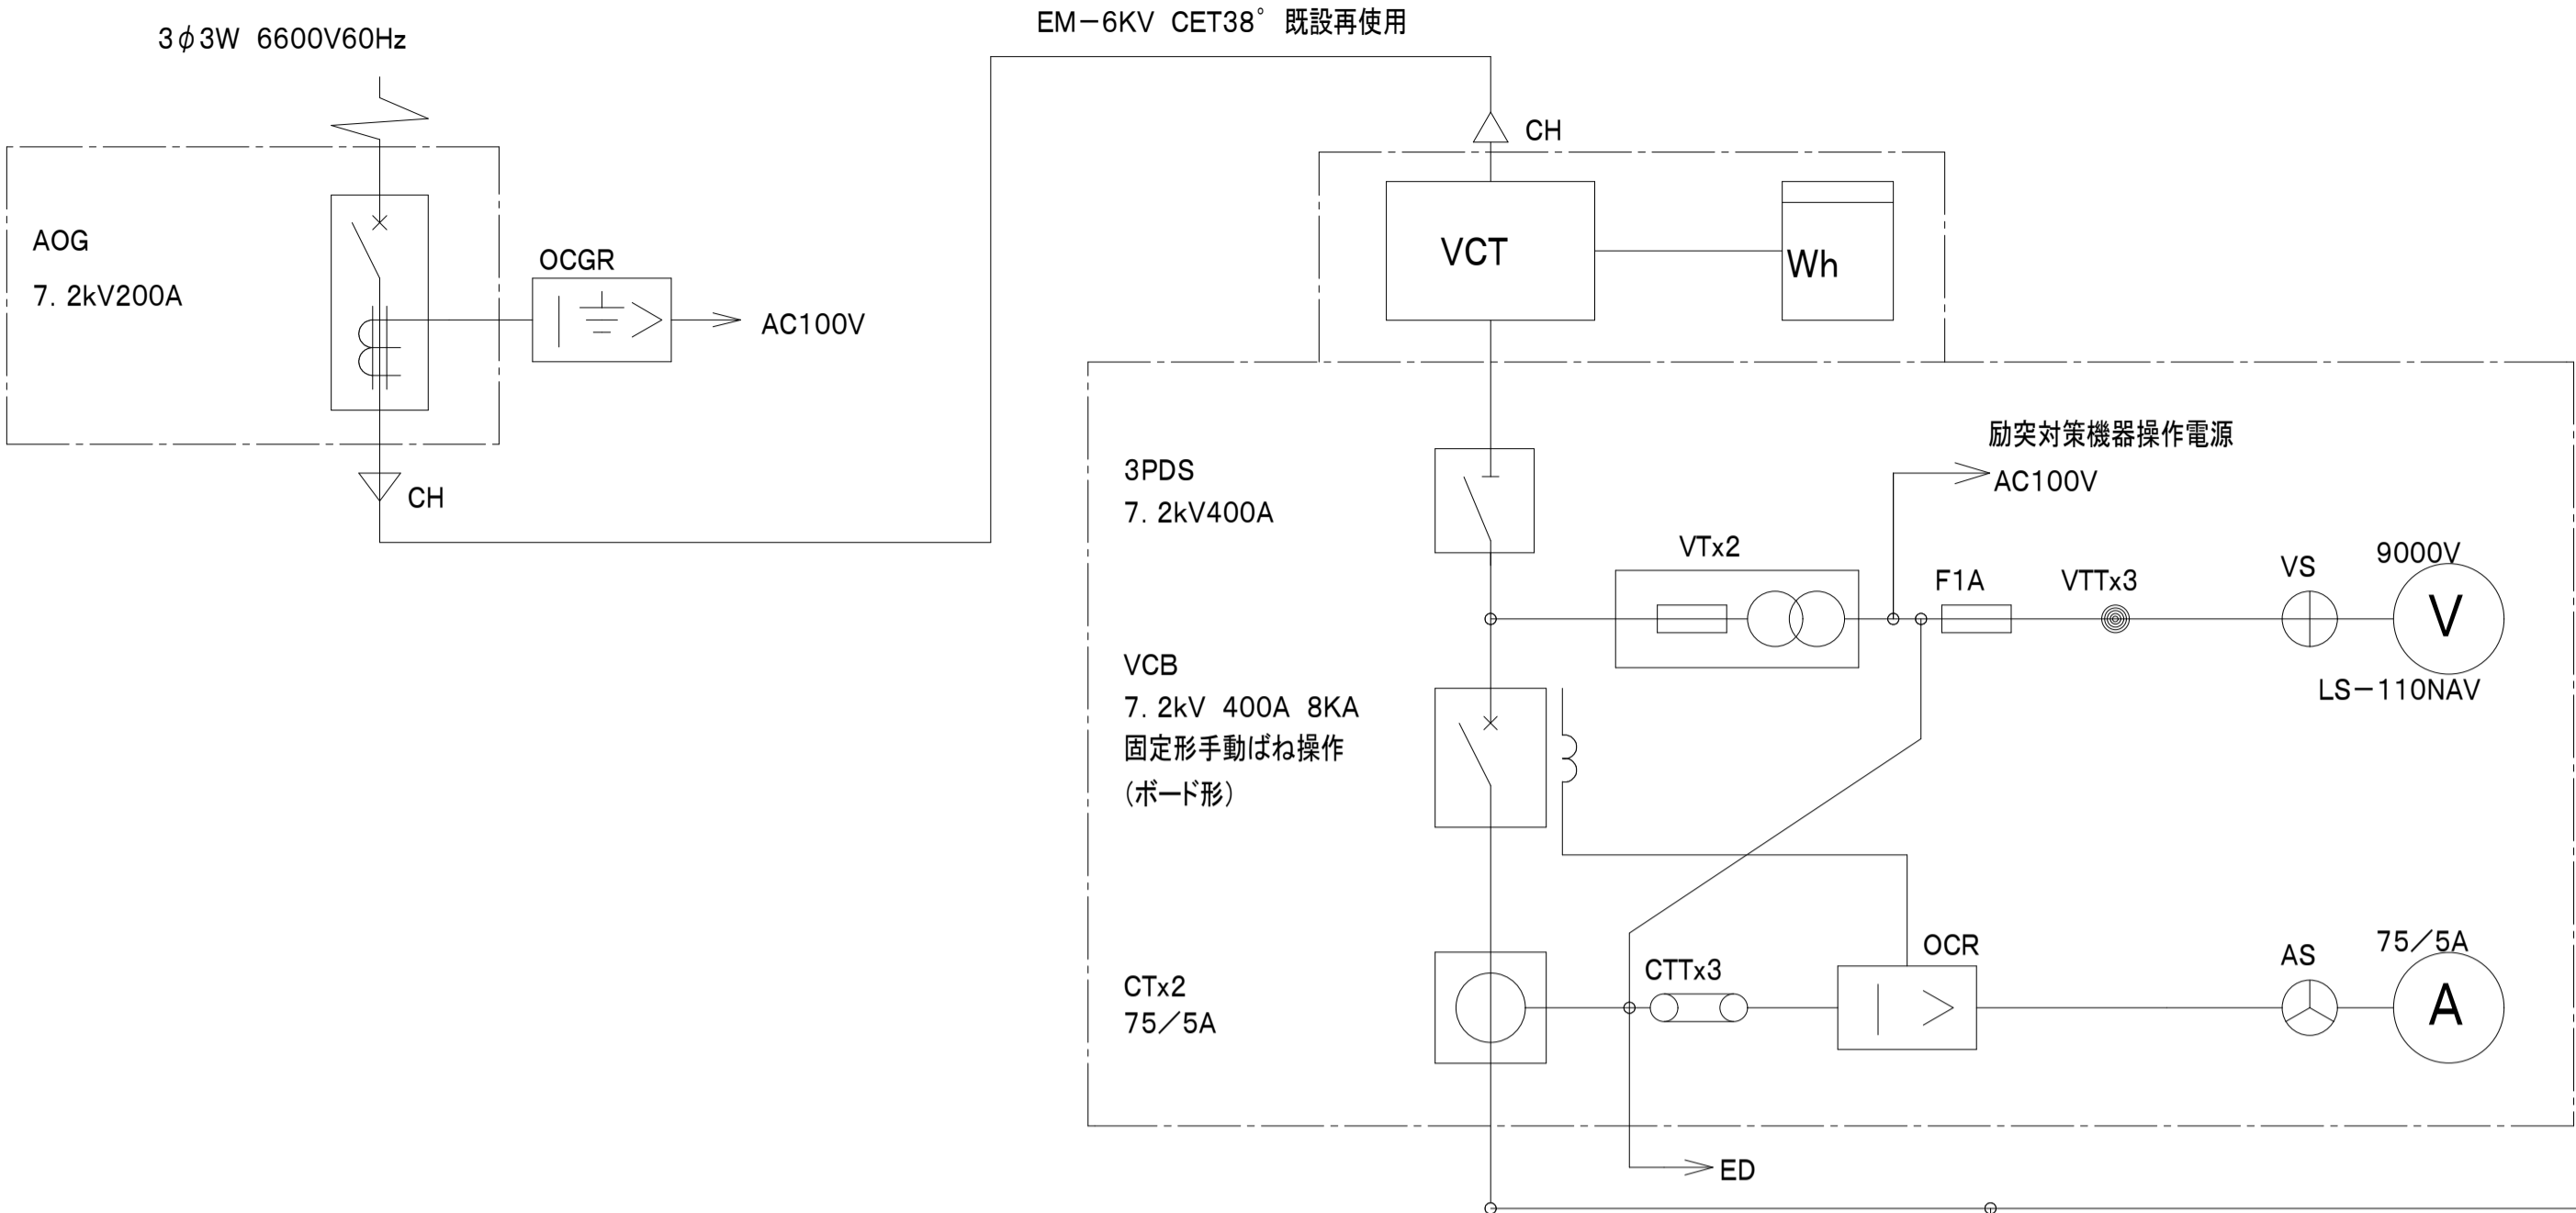 3φ3W 6600V60Hz
EM-6KV CET38° 既設再使用
CH
AOG
7. 2kV200A
OCGR
AC100V
CH
VCT
Wh
励突対策機器操作電源
AC100V
3PDS
7. 2kV400A
VTx2
F1A
VTTx3
VS
9000V
V
LS-110NAV
VCB
7. 2kV 400A 8KA
固定形手動ばね操作
(ボード形)
CTx2
75/5A
CTTx3
OCR
AS
75/5A
A
ED